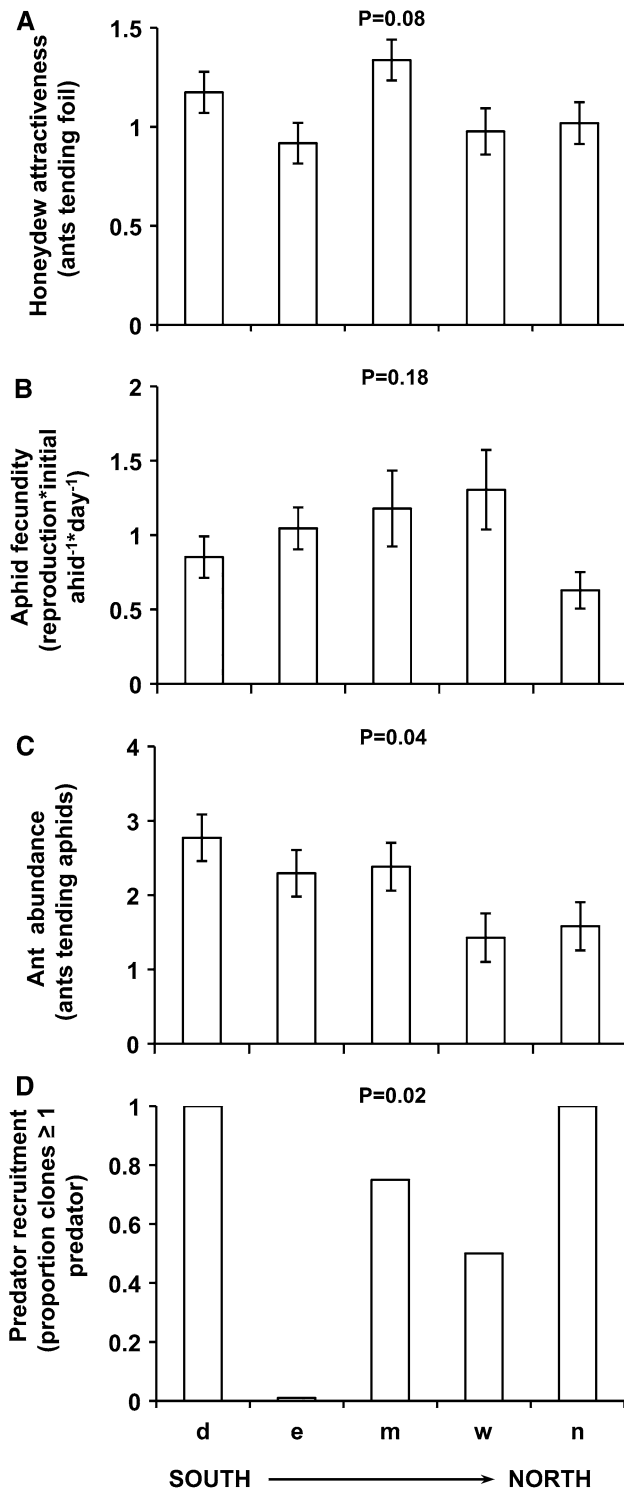 A
P=0.08
Honeydew attractiveness
(ants tending foil)
1.5
1
0.5
0
B
P=0.18
Aphid fecundity
(reproduction*initial
ahid-1*day-1)
2
1.5
1
0.5
0
C
P=0.04
Ant abundance
(ants tending aphids)
4
3
2
1
0
D
P=0.02
Predator recruitment
(proportion clones ≥ 1
predator)
1
0.8
0.6
0.4
0.2
0
d e m w n
SOUTH NORTH